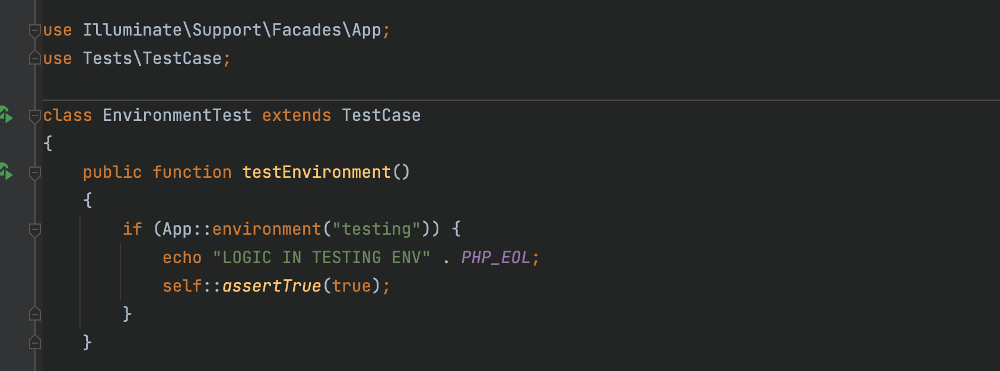 use Illuminate\Support\Facades\App;
use Tests\TestCase;
class EnvironmentTest extends TestCase
{
    public function testEnvironment()
    {
        if (App::environment("testing")) {
            echo "LOGIC IN TESTING ENV" . PHP_EOL;
            self::assertTrue(true);
        }
    }